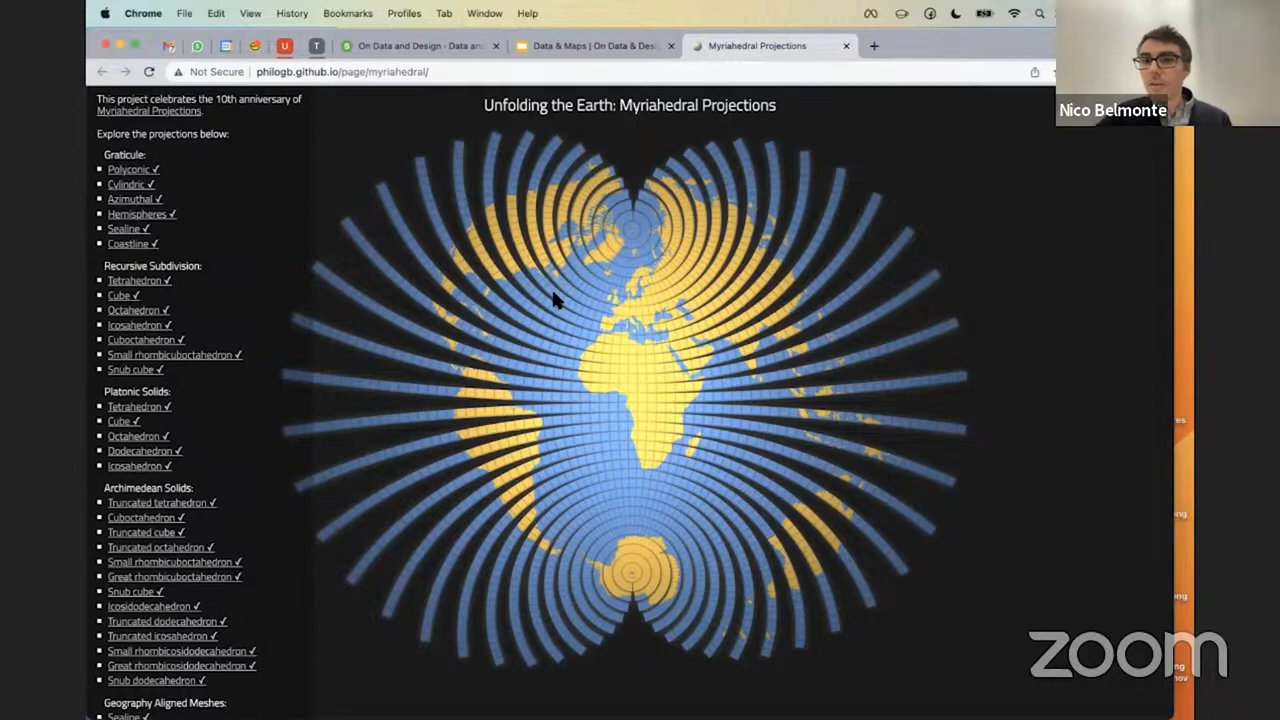 Chrome File Edit View History Bookmarks Profiles Tab Window Help
On Data and Design - Data an
Data & Maps | On Data & Desi
Myriahedral Projections
Not Secure philogb.github.io/page/myriahedral/
Nico Belmonte
This project celebrates the 10th anniversary of
Myriahedral Projections.
Explore the projections below:
Graticule:
Polyconic ✓
Cylindric ✓
Azimuthal ✓
Hemispheres ✓
Sealine ✓
Coastline ✓
Recursive Subdivision:
Tetrahedron ✓
Cube ✓
Octahedron ✓
Icosahedron ✓
Cuboctahedron ✓
Small rhombicuboctahedron ✓
Snub cube ✓
Platonic Solids:
Tetrahedron ✓
Cube ✓
Octahedron ✓
Dodecahedron ✓
Icosahedron ✓
Archimedean Solids:
Truncated tetrahedron ✓
Cuboctahedron ✓
Truncated cube ✓
Truncated octahedron ✓
Small rhombicuboctahedron ✓
Great rhombicuboctahedron ✓
Snub cube ✓
Icosidodecahedron ✓
Truncated dodecahedron ✓
Truncated icosahedron ✓
Small rhombicosidodecahedron ✓
Great rhombicosidodecahedron ✓
Snub dodecahedron ✓
Geography Aligned Meshes:
Sealine ✓
Unfolding the Earth: Myriahedral Projections
zoom